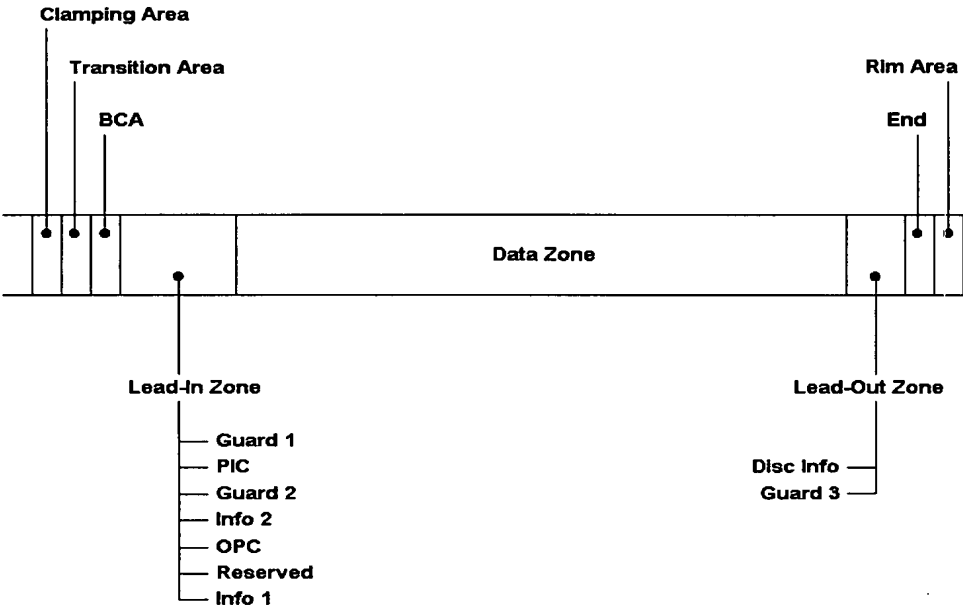 Clamping Area
Transition Area
Rim Area
BCA
End
Data Zone
Lead-In Zone
Lead-Out Zone
Guard 1
PIC
Disc Info
Guard 2
Guard 3
Info 2
OPC
Reserved
Info 1